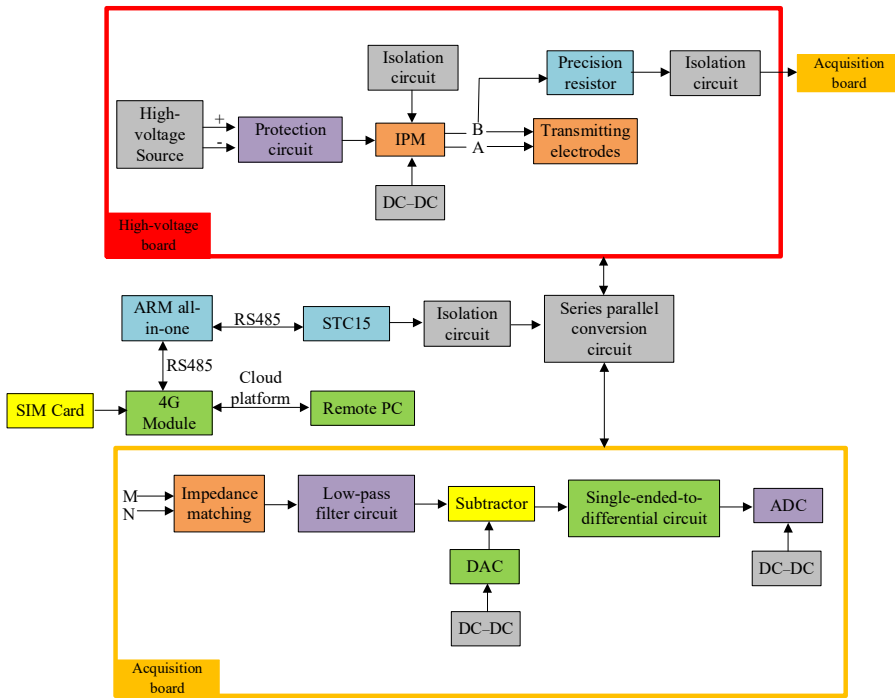 Isolation
circuit
Precision
resistor
Isolation
circuit
Acquisition
board
High-
voltage
Source
+
-
Protection
circuit
IPM
B
A
Transmitting
electrodes
DC–DC
High-voltage
board
ARM all-
in-one
RS485
STC15
Isolation
circuit
Series parallel
conversion
circuit
RS485
SIM Card
4G
Module
Cloud
platform
Remote PC
M
N
Impedance
matching
Low-pass
filter circuit
Subtractor
Single-ended-to-
differential circuit
ADC
DAC
DC–DC
DC–DC
Acquisition
board